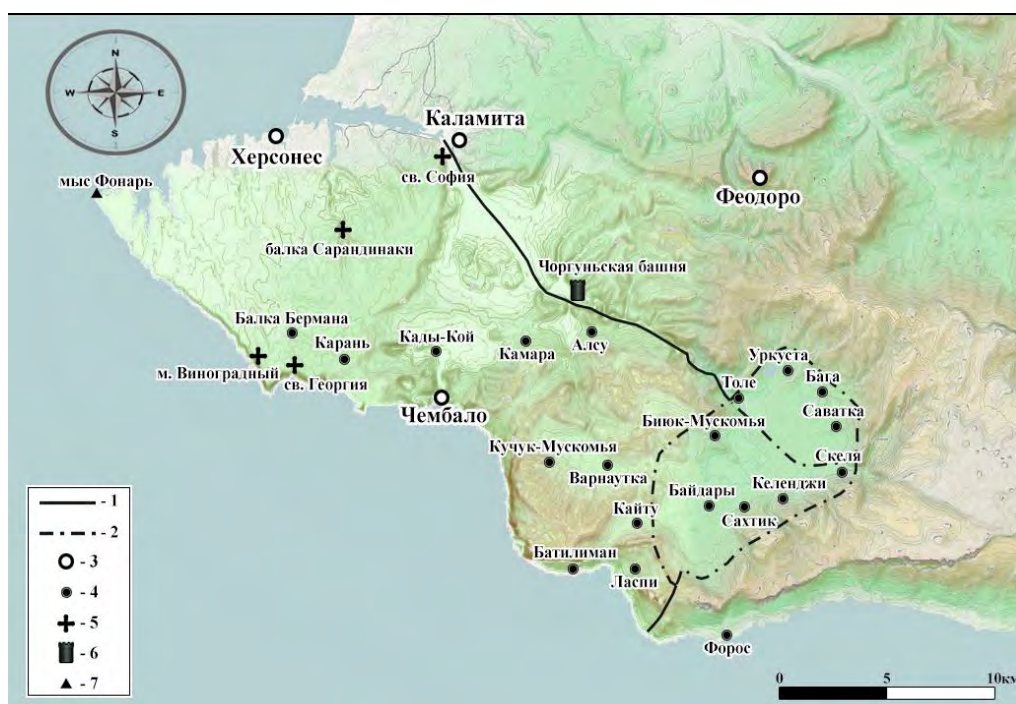 N
W
E
S
Каламита
Херсонес
св. София
мыс Фонарь
Феодоро
балка Сарандинаки
Чоргуньская башня
Балка Бермана
Карань
Кады-Кой
Камара
Алсу
Уркуста
м. Виноградный
св. Георгия
Толе
Бага
Чембало
Саватка
Биюк-Мускомья
Кучук-Мускомья
Скеля
Варнаутка
Келенджи
Байдары
Кайту
Сахтик
Батилиман
Ласпи
Форос
- 1
- 2
- 3
- 4
- 5
- 6
- 7
0 5 10км